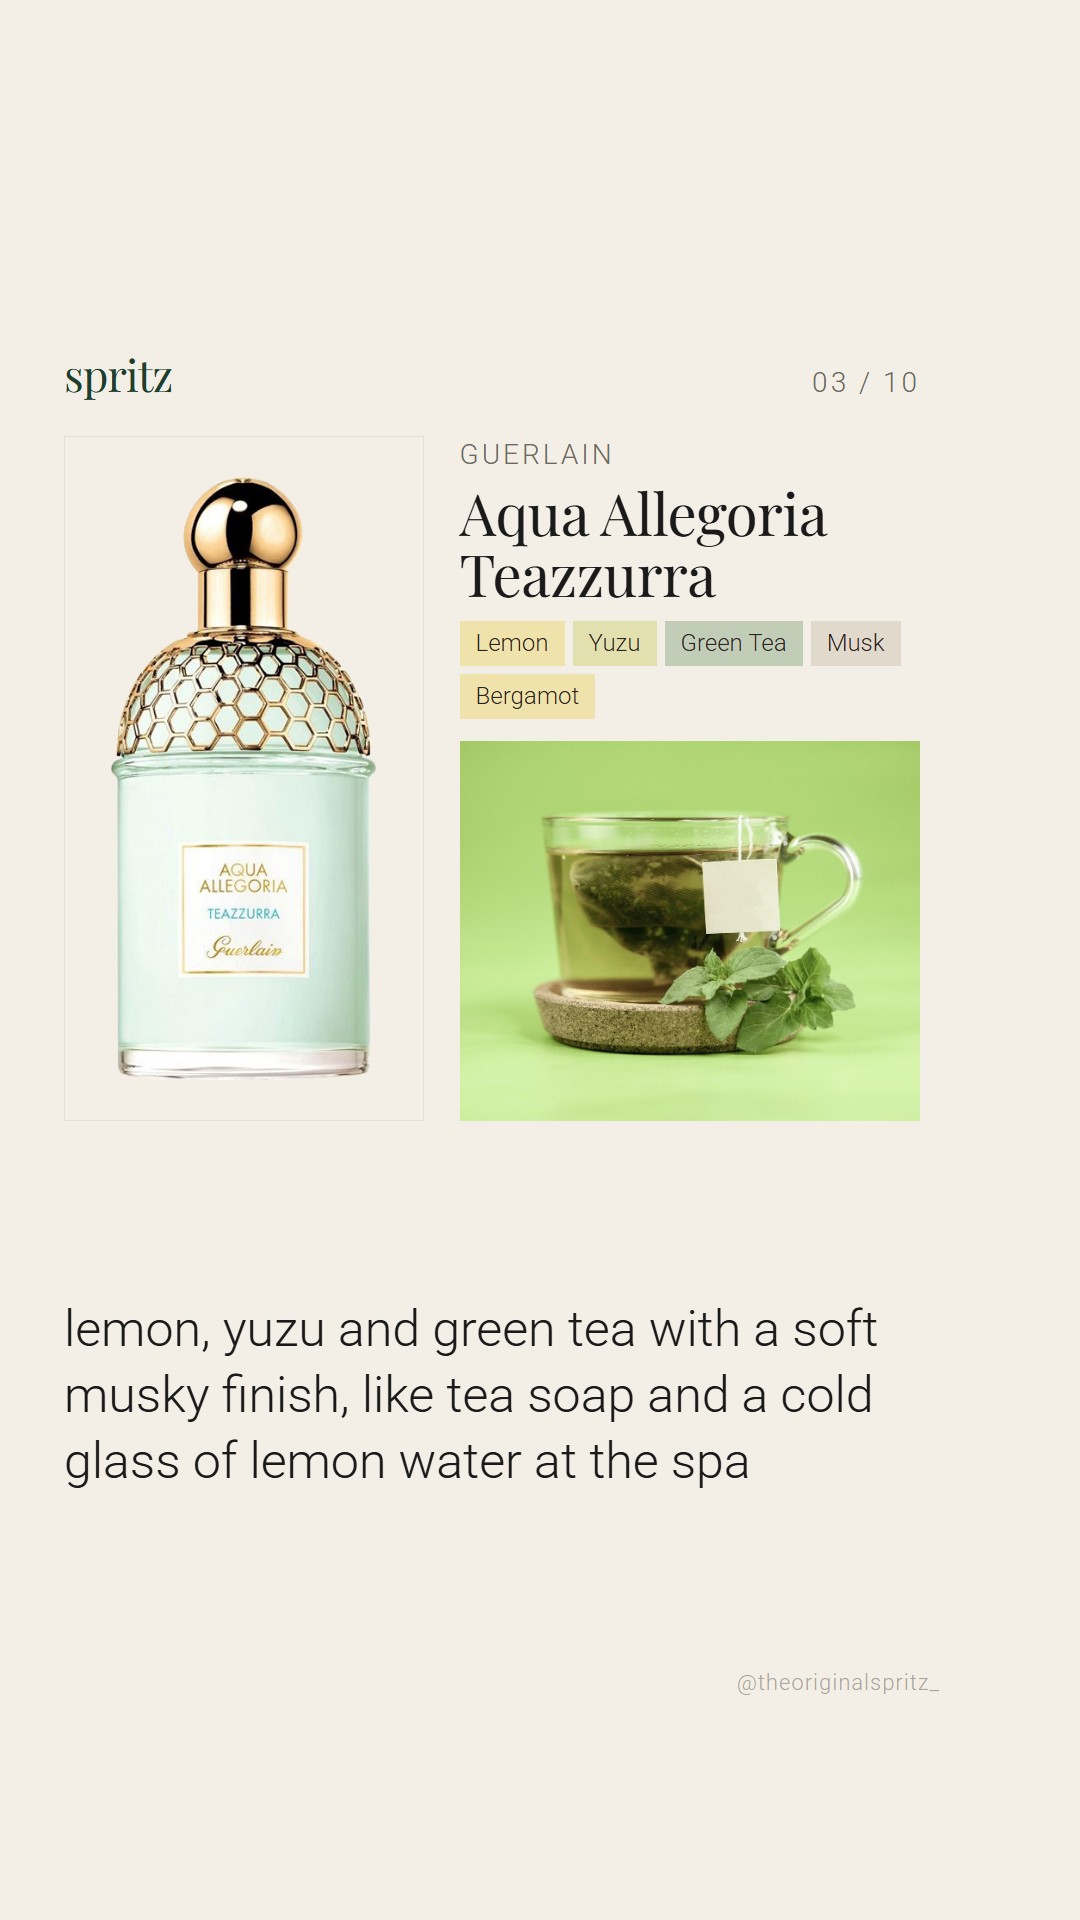 spritz
03 / 10
GUERLAIN
Aqua Allegoria
Teazzurra
Lemon
Yuzu
Green Tea
Musk
Bergamot
AQUA
ALLEGORIA
TEAZZURRA
Guerlain
lemon, yuzu and green tea with a soft
musky finish, like tea soap and a cold
glass of lemon water at the spa
@theoriginalspritz_